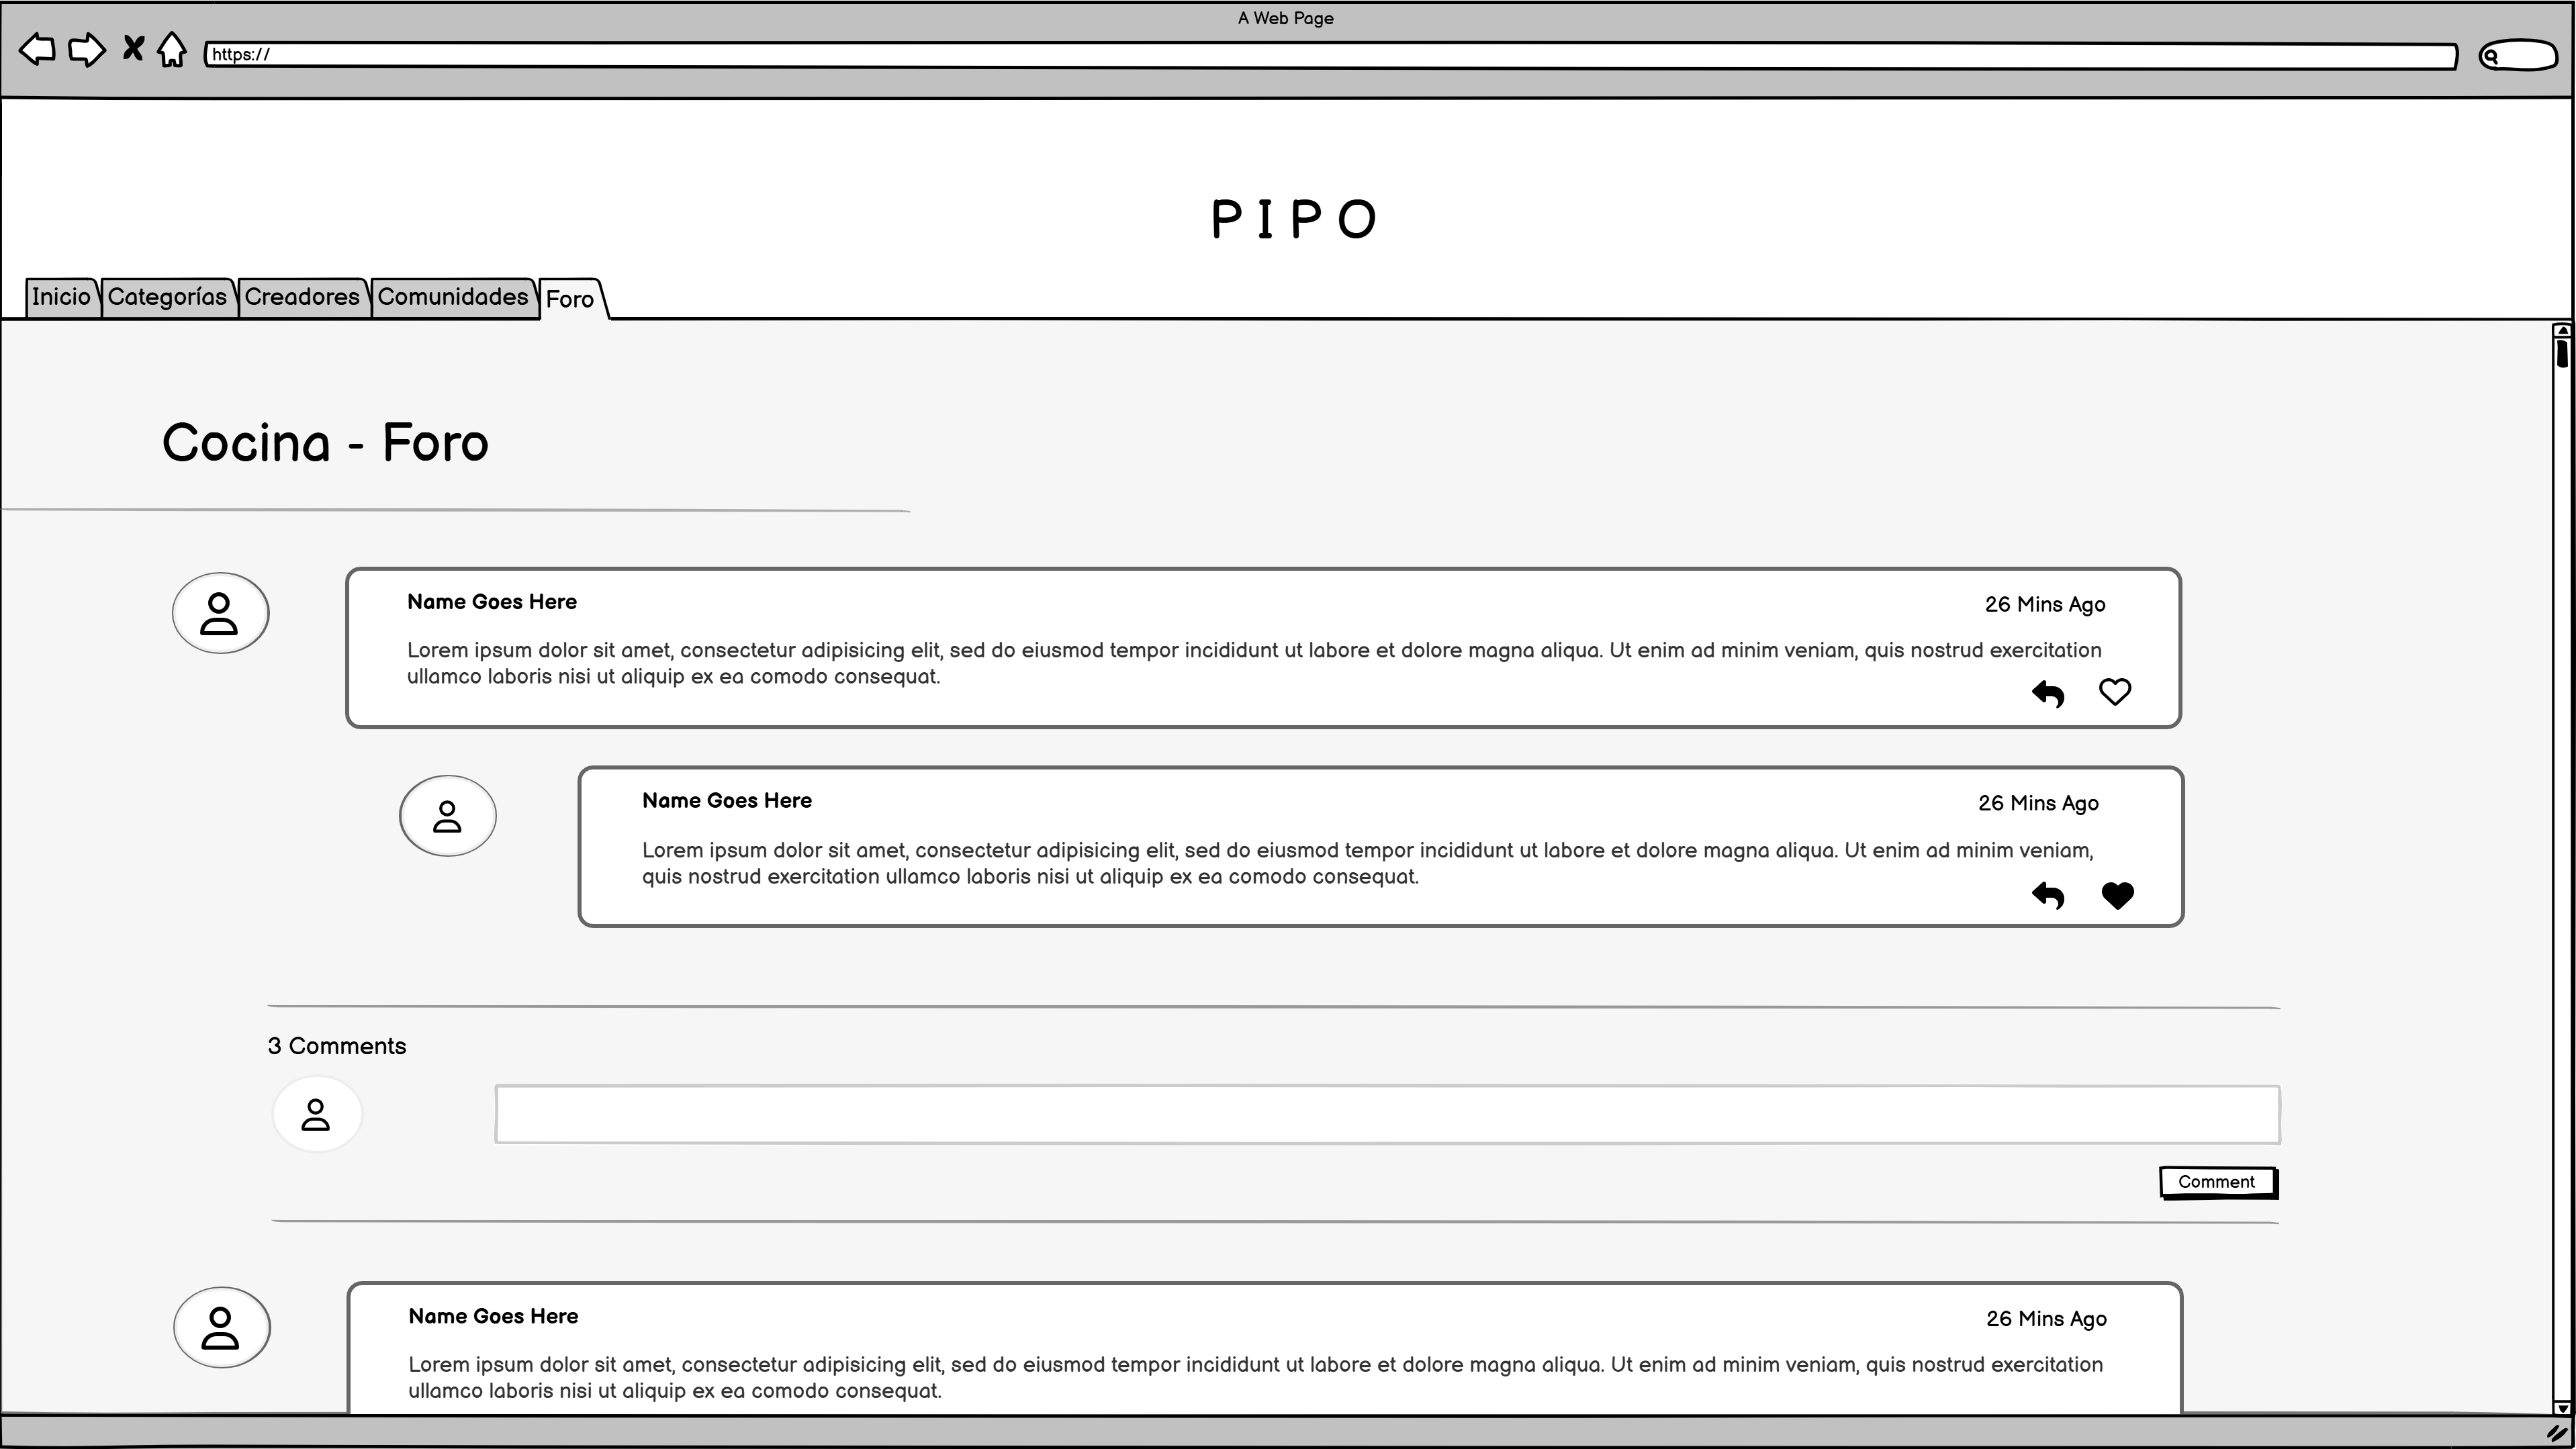 A Web Page
https://
PIPO
Inicio Categorías Creadores Comunidades Foro
Cocina - Foro
Name Goes Here 26 Mins Ago
Lorem ipsum dolor sit amet, consectetur adipisicing elit, sed do eiusmod tempor incididunt ut labore et dolore magna aliqua. Ut enim ad minim veniam, quis nostrud exercitation
ullamco laboris nisi ut aliquip ex ea comodo consequat.
Name Goes Here 26 Mins Ago
Lorem ipsum dolor sit amet, consectetur adipisicing elit, sed do eiusmod tempor incididunt ut labore et dolore magna aliqua. Ut enim ad minim veniam,
quis nostrud exercitation ullamco laboris nisi ut aliquip ex ea comodo consequat.
3 Comments
Comment
Name Goes Here 26 Mins Ago
Lorem ipsum dolor sit amet, consectetur adipisicing elit, sed do eiusmod tempor incididunt ut labore et dolore magna aliqua. Ut enim ad minim veniam, quis nostrud exercitation
ullamco laboris nisi ut aliquip ex ea comodo consequat.